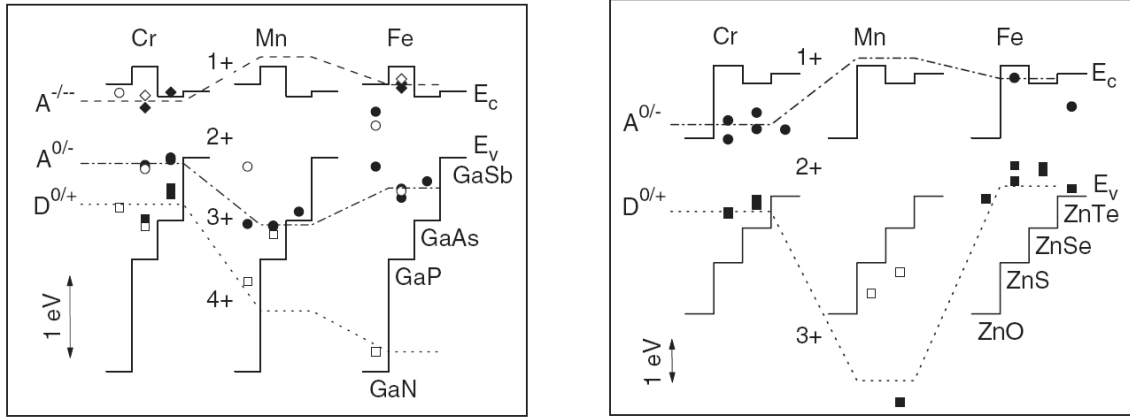 Cr Mn Fe
1+
A-/--
Ec
2+
A0/-
Ev
GaSb
D0/+
3+
GaAs
GaP
4+
1 eV
GaN
Cr Mn Fe
1+
Ec
A0/-
2+
Ev
D0/+
ZnTe
ZnSe
ZnS
3+
ZnO
1 eV